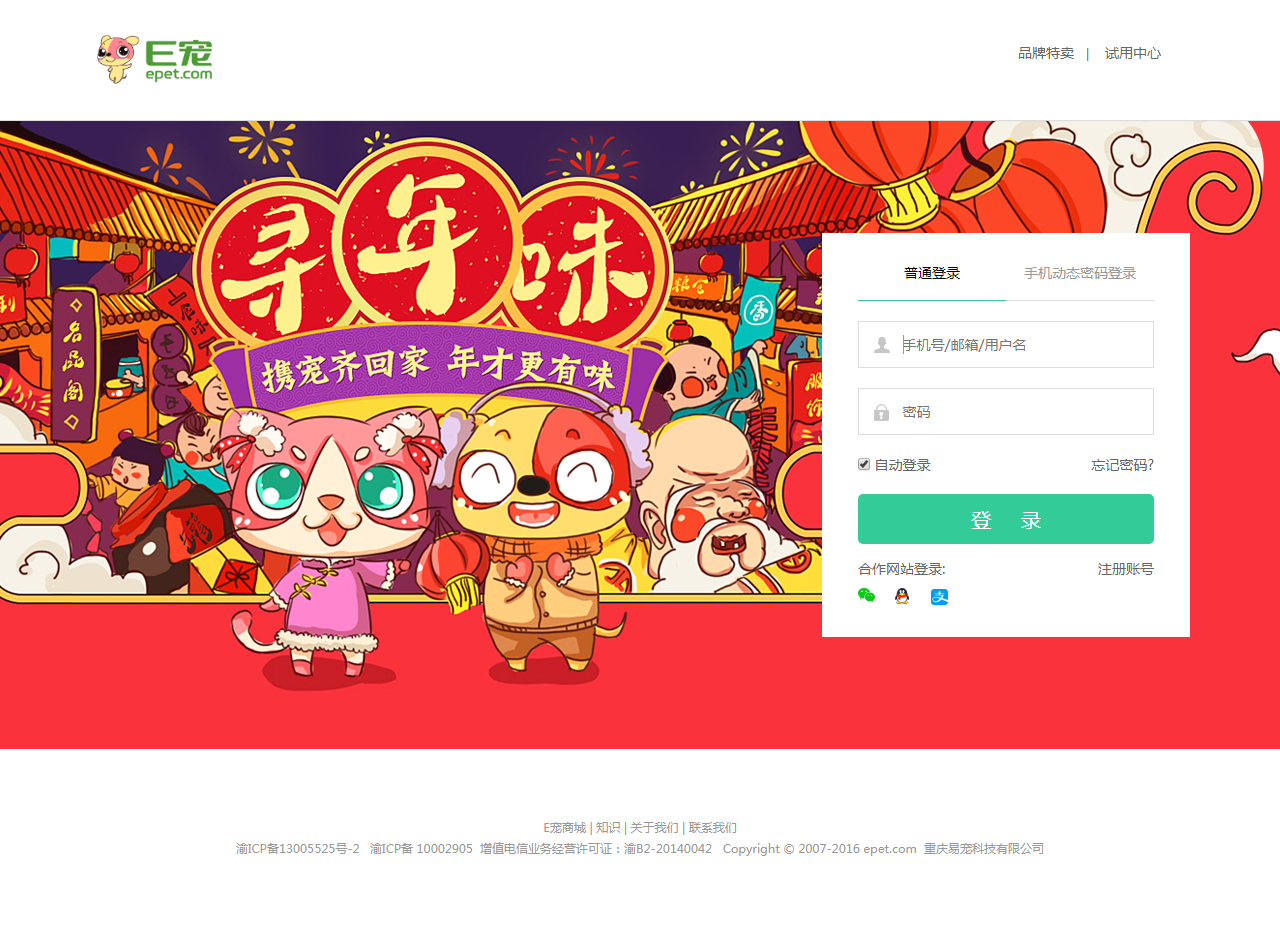 E宠
epet.com
品牌特卖 | 试用中心
寻年味
携宠齐回家 年才更有味
名品阁
香
福
普通登录
手机动态密码登录
手机号/邮箱/用户名
密码
自动登录
忘记密码?
登 录
合作网站登录:
注册账号
支
E宠商城 | 知识 | 关于我们 | 联系我们
渝ICP备13005525号-2 渝ICP备 10002905 增值电信业务经营许可证：渝B2-20140042 Copyright © 2007-2016 epet.com 重庆易宠科技有限公司